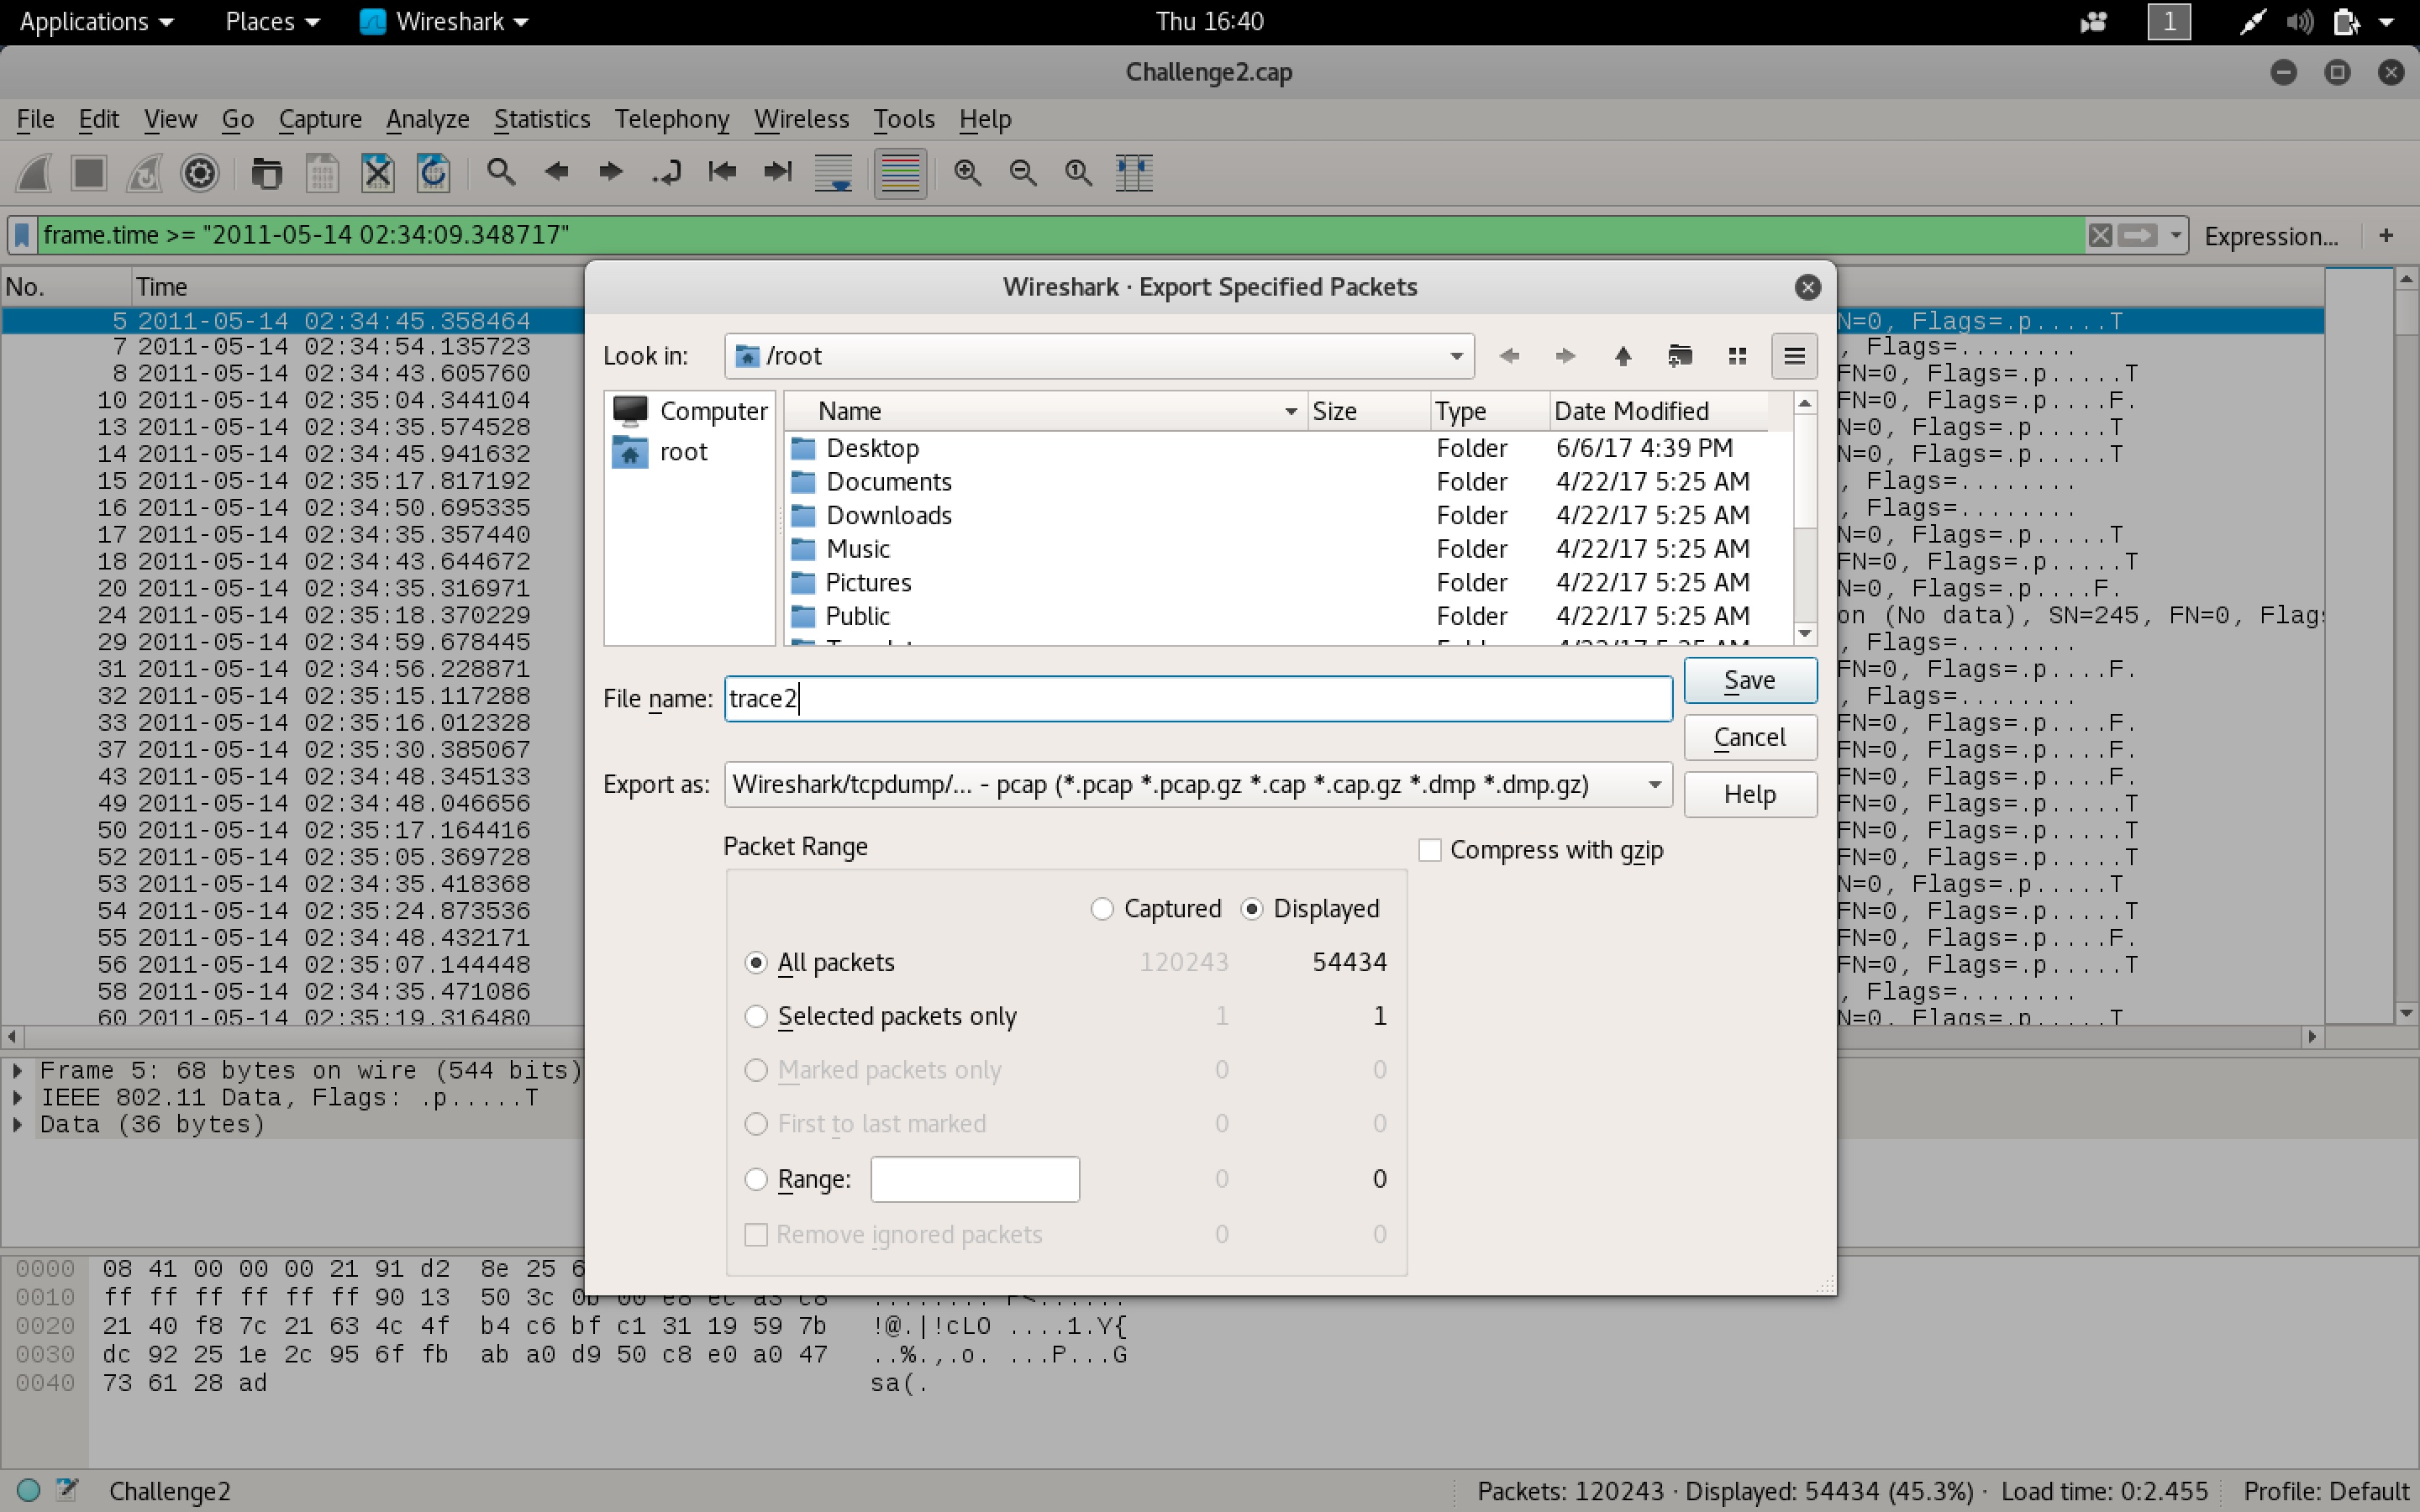 Applications Places Wireshark Thu 16:40 1
Challenge2.cap
File Edit View Go Capture Analyze Statistics Telephony Wireless Tools Help
frame.time >= "2011-05-14 02:34:09.348717" Expression... +
No. Time
5 2011-05-14 02:34:45.358464 N=0, Flags=.p.....T
7 2011-05-14 02:34:54.135723 , Flags=........
8 2011-05-14 02:34:43.605760 FN=0, Flags=.p.....T
10 2011-05-14 02:35:04.344104 FN=0, Flags=.p....F.
13 2011-05-14 02:34:35.574528 N=0, Flags=.p.....T
14 2011-05-14 02:34:45.941632 N=0, Flags=.p.....T
15 2011-05-14 02:35:17.817192 , Flags=........
16 2011-05-14 02:34:50.695335 , Flags=........
17 2011-05-14 02:34:35.357440 N=0, Flags=.p.....T
18 2011-05-14 02:34:43.644672 FN=0, Flags=.p.....T
20 2011-05-14 02:34:35.316971 N=0, Flags=.p....F.
24 2011-05-14 02:35:18.370229 on (No data), SN=245, FN=0, Flag
29 2011-05-14 02:34:59.678445 , Flags=........
31 2011-05-14 02:34:56.228871 FN=0, Flags=.p....F.
32 2011-05-14 02:35:15.117288 , Flags=........
33 2011-05-14 02:35:16.012328 FN=0, Flags=.p....F.
37 2011-05-14 02:35:30.385067 FN=0, Flags=.p....F.
43 2011-05-14 02:34:48.345133 FN=0, Flags=.p....F.
49 2011-05-14 02:34:48.046656 FN=0, Flags=.p.....T
50 2011-05-14 02:35:17.164416 FN=0, Flags=.p.....T
52 2011-05-14 02:35:05.369728 FN=0, Flags=.p.....T
53 2011-05-14 02:34:35.418368 N=0, Flags=.p.....T
54 2011-05-14 02:35:24.873536 FN=0, Flags=.p.....T
55 2011-05-14 02:34:48.432171 FN=0, Flags=.p....F.
56 2011-05-14 02:35:07.144448 FN=0, Flags=.p.....T
58 2011-05-14 02:34:35.471086 , Flags=........
60 2011-05-14 02:35:19.316480 N=0, Flags=.p.....T
Wireshark · Export Specified Packets
Look in: /root
Computer
root
Name Size Type Date Modified
Desktop Folder 6/6/17 4:39 PM
Documents Folder 4/22/17 5:25 AM
Downloads Folder 4/22/17 5:25 AM
Music Folder 4/22/17 5:25 AM
Pictures Folder 4/22/17 5:25 AM
Public Folder 4/22/17 5:25 AM
File name: trace2
Save
Cancel
Export as: Wireshark/tcpdump/... - pcap (*.pcap *.pcap.gz *.cap *.cap.gz *.dmp *.dmp.gz)
Help
Packet Range
Compress with gzip
Captured Displayed
All packets 120243 54434
Selected packets only 1 1
Marked packets only 0 0
First to last marked 0 0
Range: 0 0
Remove ignored packets 0 0
Frame 5: 68 bytes on wire (544 bits)
IEEE 802.11 Data, Flags: .p.....T
Data (36 bytes)
0000 08 41 00 00 00 21 91 d2 8e 25 6
0010 ff ff ff ff ff ff 90 13 50 3c 0b 00 e8 ec a3 c8 ........ P<......
0020 21 40 f8 7c 21 63 4c 4f b4 c6 bf c1 31 19 59 7b !@.|!cLO ....1.Y{
0030 dc 92 25 1e 2c 95 6f fb ab a0 d9 50 c8 e0 a0 47 ..%.,.o. ...P...G
0040 73 61 28 ad sa(.
Challenge2 Packets: 120243 · Displayed: 54434 (45.3%) · Load time: 0:2.455 Profile: Default